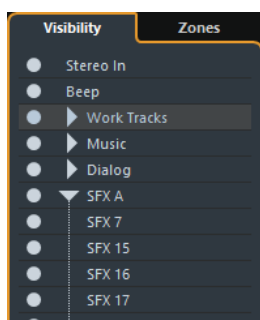 Visibility Zones
Stereo In
Beep
Work Tracks
Music
Dialog
SFX A
SFX 7
SFX 15
SFX 16
SFX 17